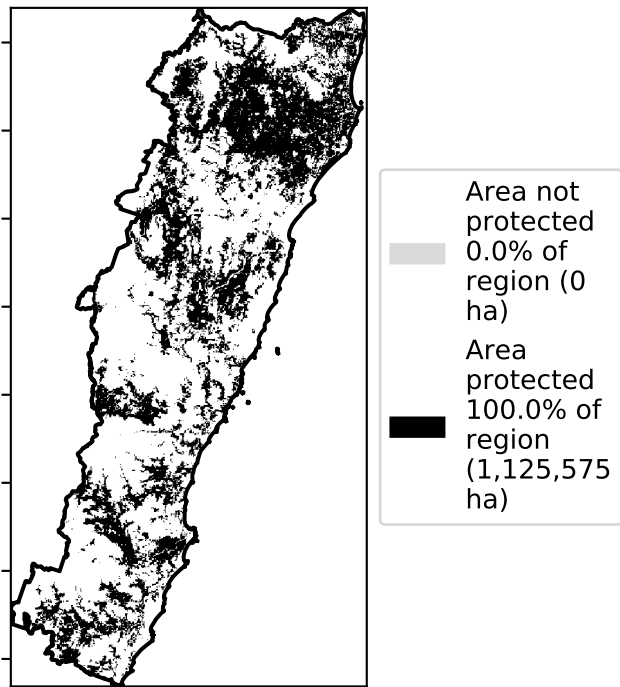 Area not
protected
0.0% of
region (0
ha)
Area
protected
100.0% of
region
(1,125,575
ha)